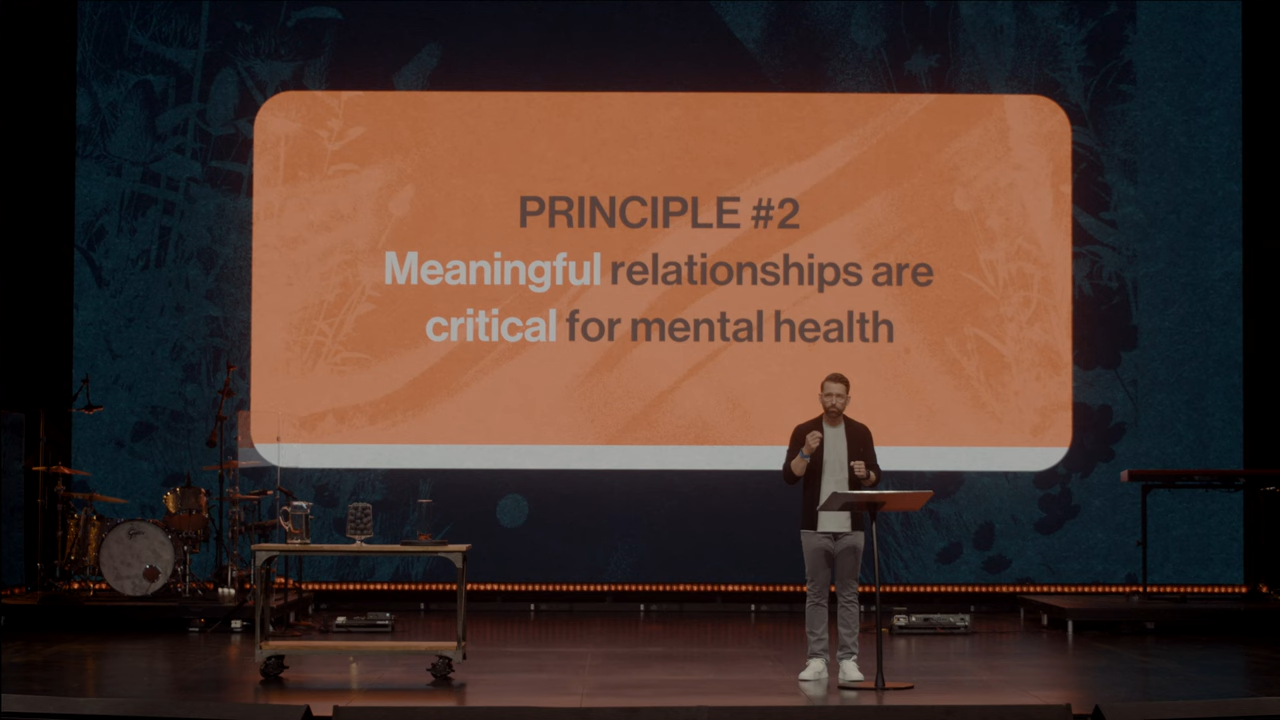 PRINCIPLE #2
Meaningful relationships are
critical for mental health